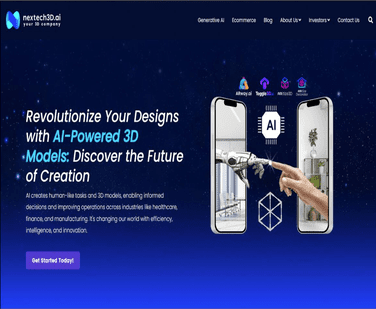 nextech3D.ai
your 3D company
Generative AI
Ecommerce
Blog
About Us
Investors
Contact Us
ARway.ai
Toggle3D.ai
AI
Revolutionize Your Designs
with AI-Powered 3D
Models: Discover the Future
of Creation
AI creates human-like tasks and 3D models, enabling informed
decisions and improving operations across industries like healthcare,
finance, and manufacturing. It's changing our world with efficiency,
intelligence, and innovation.
Get Started Today!